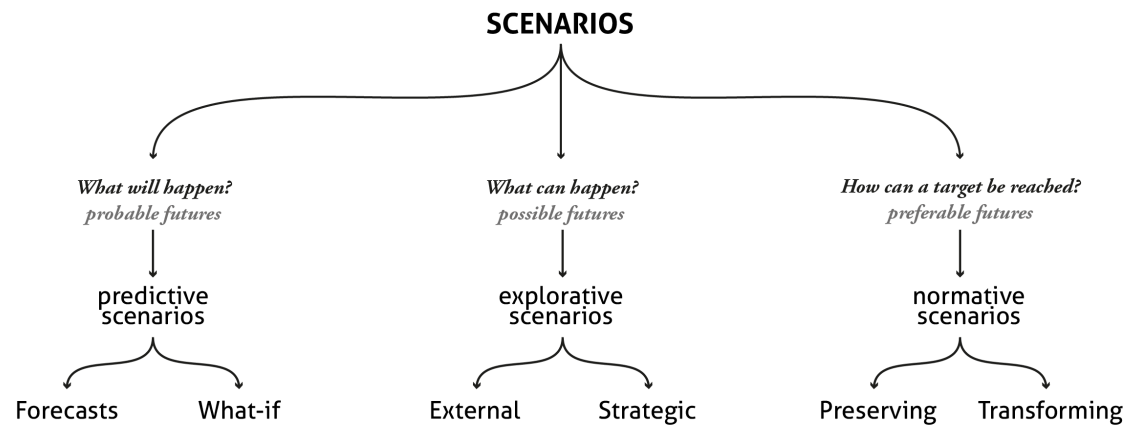 SCENARIOS
What will happen?
probable futures
What can happen?
possible futures
How can a target be reached?
preferable futures
predictive
scenarios
explorative
scenarios
normative
scenarios
Forecasts
What-if
External
Strategic
Preserving
Transforming